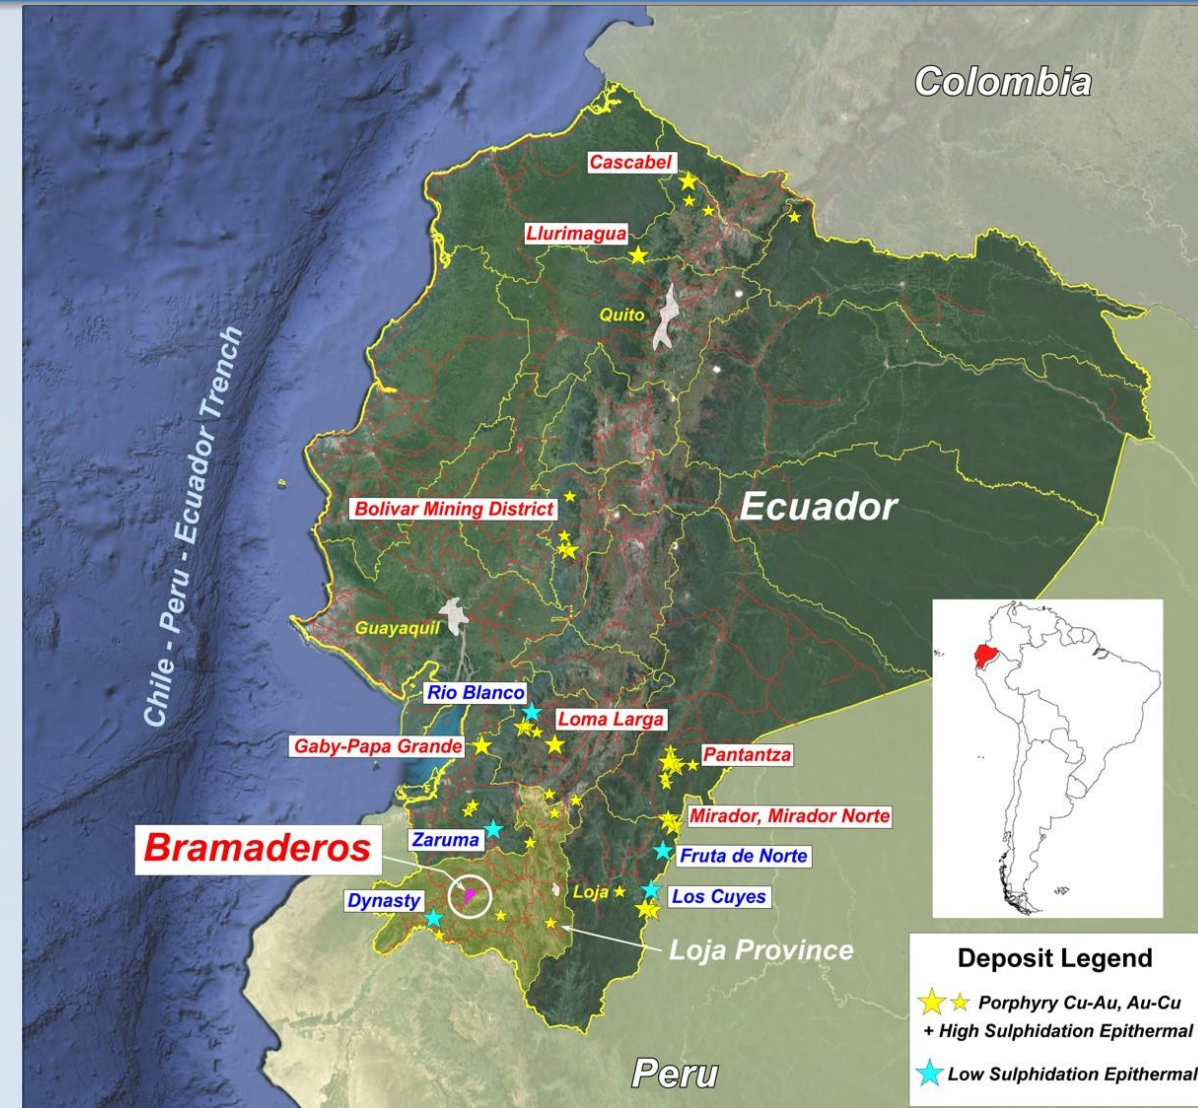 Colombia
Cascabel
Llurimagua
Quito
Chile - Peru - Ecuador Trench
Bolivar Mining District
Ecuador
Guayaquil
Rio Blanco
Loma Larga
Gaby-Papa Grande
Pantantza
Mirador, Mirador Norte
Zaruma
Bramaderos
Fruta de Norte
Dynasty
Loja
Los Cuyes
Loja Province
Peru
Deposit Legend
Porphyry Cu-Au, Au-Cu
+ High Sulphidation Epithermal
Low Sulphidation Epithermal